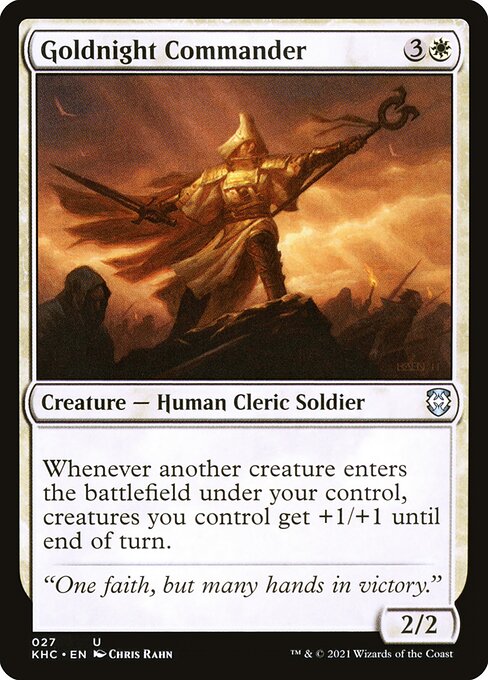 Goldnight Commander 3
Creature — Human Cleric Soldier
Whenever another creature enters
the battlefield under your control,
creatures you control get +1/+1 until
end of turn.
“One faith, but many hands in victory.”
2/2
027 U
KHC • EN Chris Rahn ™ & © 2021 Wizards of the Coast